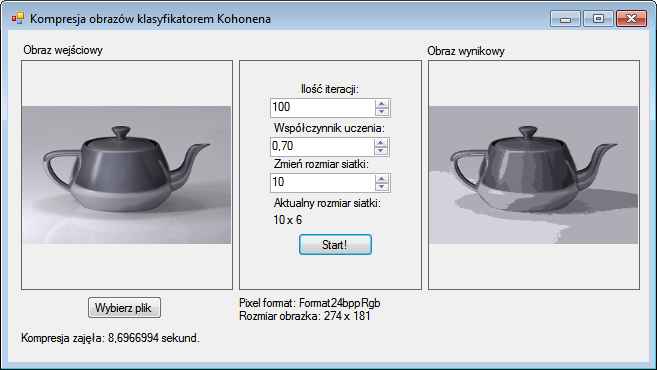 Kompresja obrazów klasyfikatorem Kohonena
Obraz wejściowy
Obraz wynikowy
Ilość iteracji:
100
Współczynnik uczenia:
0,70
Zmień rozmiar siatki:
10
Aktualny rozmiar siatki:
10 x 6
Start!
Wybierz plik
Pixel format: Format24bppRgb
Rozmiar obrazka: 274 x 181
Kompresja zajęła: 8,6966994 sekund.